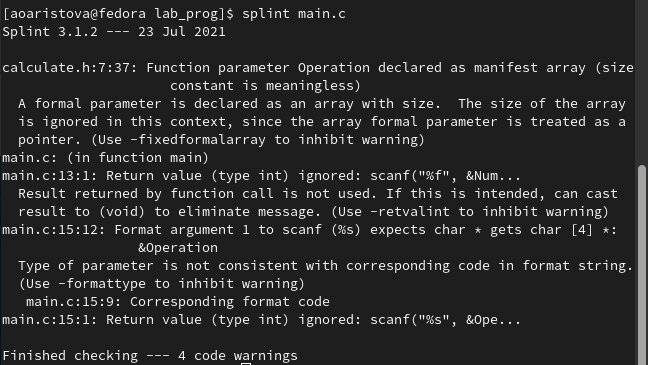 [aoaristova@fedora lab_prog]$ splint main.c
Splint 3.1.2 --- 23 Jul 2021

calculate.h:7:37: Function parameter Operation declared as manifest array (size
                     constant is meaningless)
  A formal parameter is declared as an array with size.  The size of the array
  is ignored in this context, since the array formal parameter is treated as a
  pointer. (Use -fixedformalarray to inhibit warning)
main.c: (in function main)
main.c:13:1: Return value (type int) ignored: scanf("%f", &Num...
  Result returned by function call is not used. If this is intended, can cast
  result to (void) to eliminate message. (Use -retvalint to inhibit warning)
main.c:15:12: Format argument 1 to scanf (%s) expects char * gets char [4] *:
                 &Operation
  Type of parameter is not consistent with corresponding code in format string.
  (Use -formattype to inhibit warning)
   main.c:15:9: Corresponding format code
main.c:15:1: Return value (type int) ignored: scanf("%s", &Ope...

Finished checking --- 4 code warnings